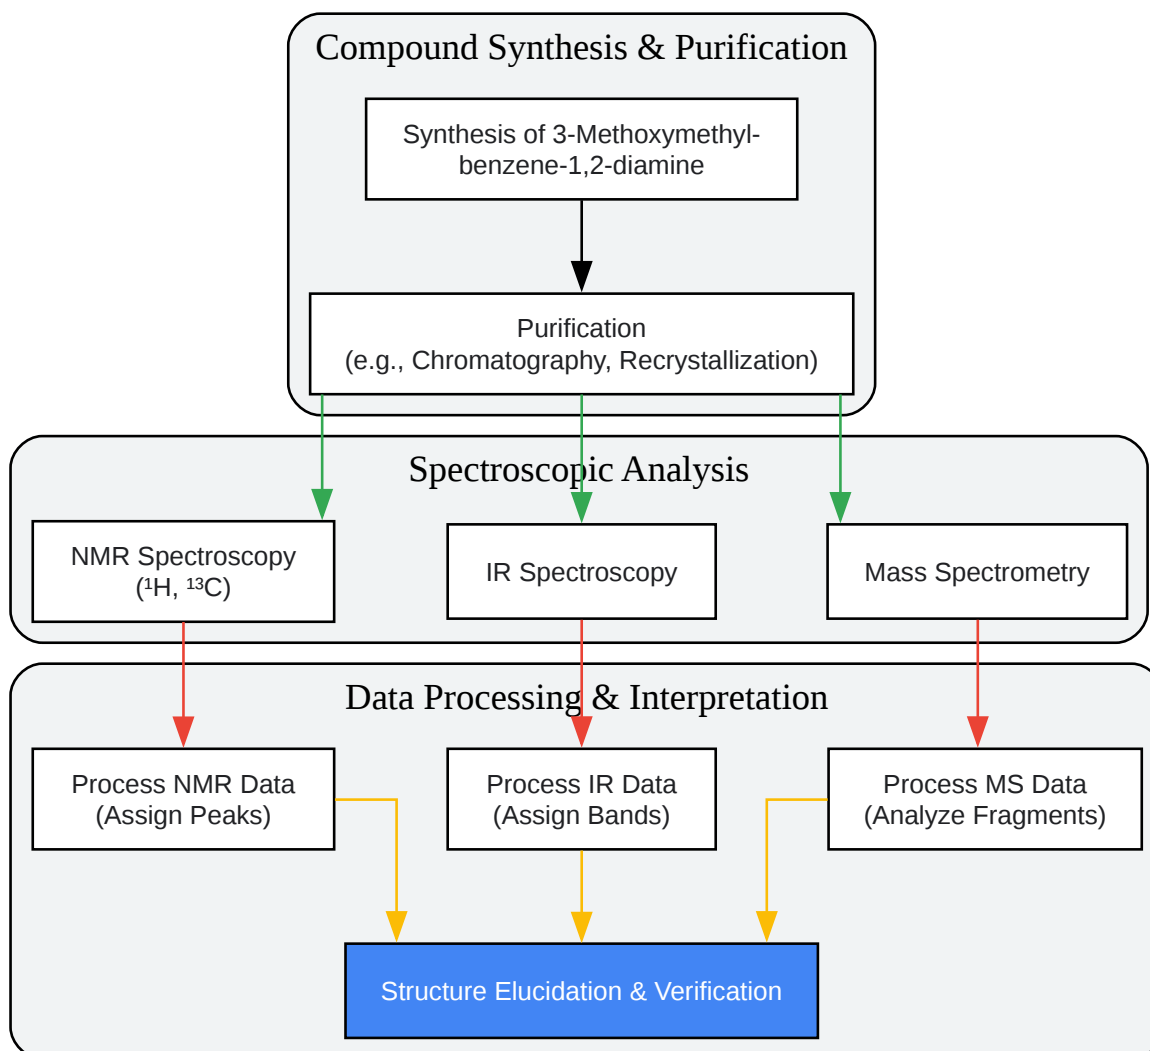 Compound Synthesis & Purification
Synthesis of 3-Methoxymethyl-
benzene-1,2-diamine
Purification
(e.g., Chromatography, Recrystallization)
Spectroscopic Analysis
NMR Spectroscopy
(¹H, ¹³C)
IR Spectroscopy
Mass Spectrometry
Data Processing & Interpretation
Process NMR Data
(Assign Peaks)
Process IR Data
(Assign Bands)
Process MS Data
(Analyze Fragments)
Structure Elucidation & Verification